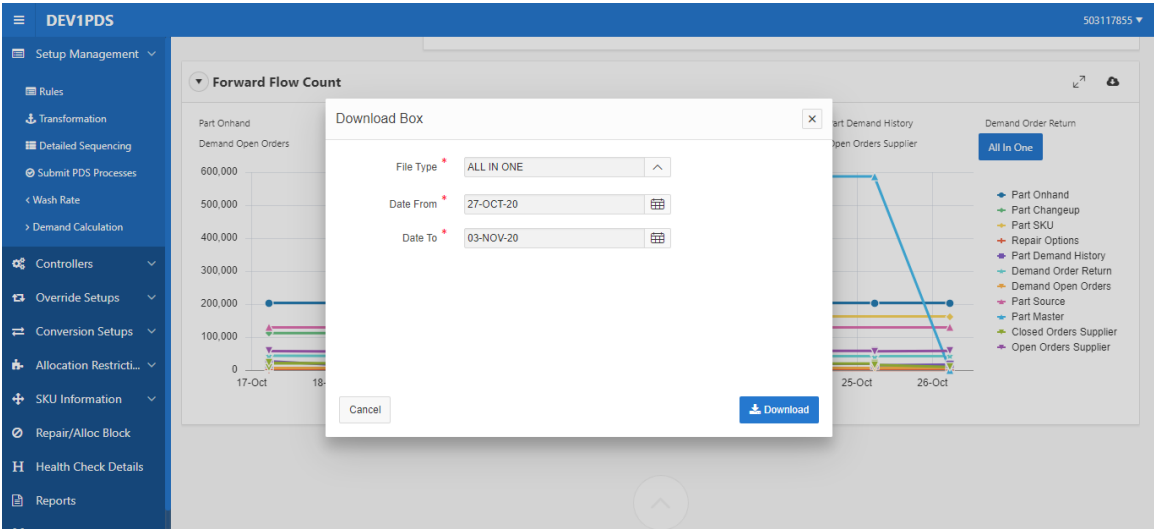 DEV1PDS
503117855
Setup Management
Rules
Transformation
Detailed Sequencing
Submit PDS Processes
Wash Rate
Demand Calculation
Controllers
Override Setups
Conversion Setups
Allocation Restricti...
SKU Information
Repair/Alloc Block
Health Check Details
Reports
Forward Flow Count
Part Onhand
Demand Open Orders
Part Demand History
Open Orders Supplier
Demand Order Return
All In One
600,000
500,000
400,000
300,000
200,000
100,000
0
17-Oct
18-
25-Oct
26-Oct
Part Onhand
Part Changeup
Part SKU
Repair Options
Part Demand History
Demand Order Return
Demand Open Orders
Part Source
Part Master
Closed Orders Supplier
Open Orders Supplier
Download Box
File Type * ALL IN ONE
Date From * 27-OCT-20
Date To * 03-NOV-20
Cancel
Download